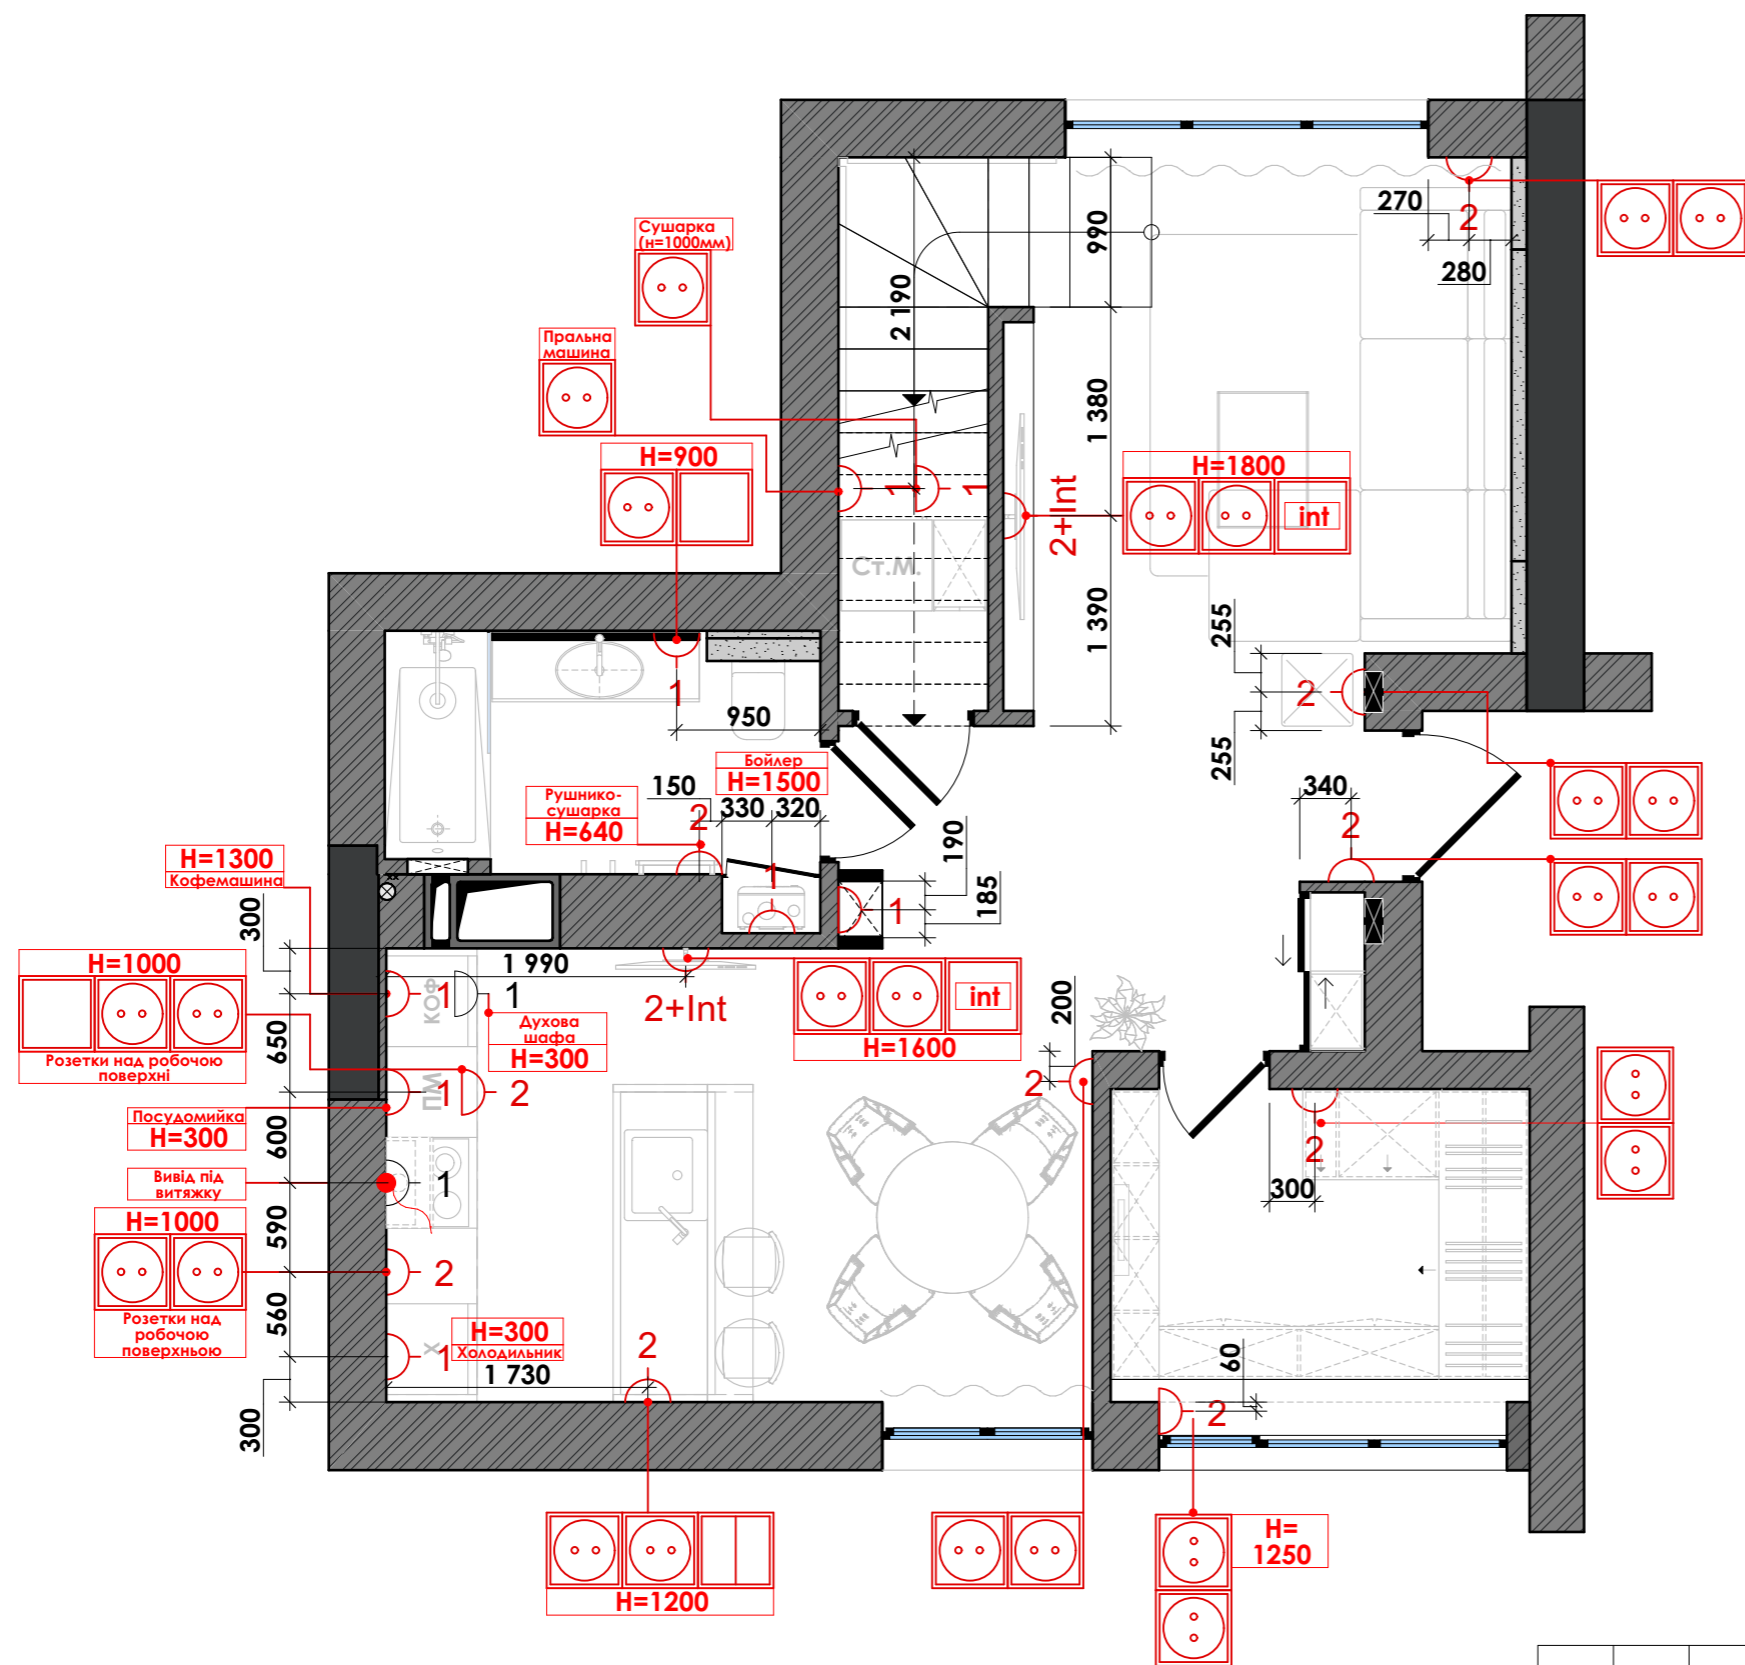 270
2
280
990
2 190
Сушарка
(н=1000мм)
Пральна
машина
H=900
1 380
H=1800
int
1
1
2+Int
Ст.М.
1 390
255
2
255
1
950
Бойлер
H=1500
150
330
320
Рушнико-
сушарка
H=640
2
340
2
190
185
1
1
H=1300
Кофемашина
300
H=1000
Розетки над робочою
поверхні
1 990
1
КОФ
1
2+Int
Духова
шафа
H=300
int
H=1600
200
650
1
ПМ
2
2
Посудомийка
H=300
600
Вивід під
витяжку
1
2
300
H=1000
590
2
Розетки над
робочою
поверхньою
560
H=300
Холодильник
Х
1
1 730
2
60
2
300
H=1200
H=
1250